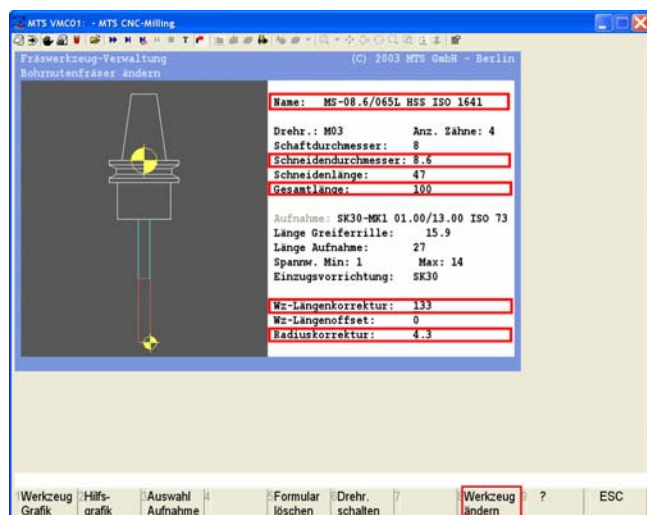 MTS VMC01: - MTS CNC-Milling
Fräswerkzeug-Verwaltung (C) 2003 MTS GmbH - Berlin
Bohrnutenfräser ändern
Name: MS-08.6/065L HSS ISO 1641
Drehr.: M03 Anz. Zähne: 4
Schaftdurchmesser: 8
Schneidendurchmesser: 8.6
Schneidenlänge: 47
Gesamtlänge: 100
Aufnahme: SK30-MK1 01.00/13.00 ISO 73
Länge Greiferrille: 15.9
Länge Aufnahme: 27
Spannw. Min: 1 Max: 14
Einzugsvorrichtung: SK30
Wz-Längenkorrektur: 133
Wz-Längenoffset: 0
Radiuskorrektur: 4.3
1 Werkzeug Grafik
2 Hilfs-grafik
3 Auswahl Aufnahme
4
5 Formular löschen
6 Drehr. schalten
7
8 Werkzeug ändern
9 ?
ESC